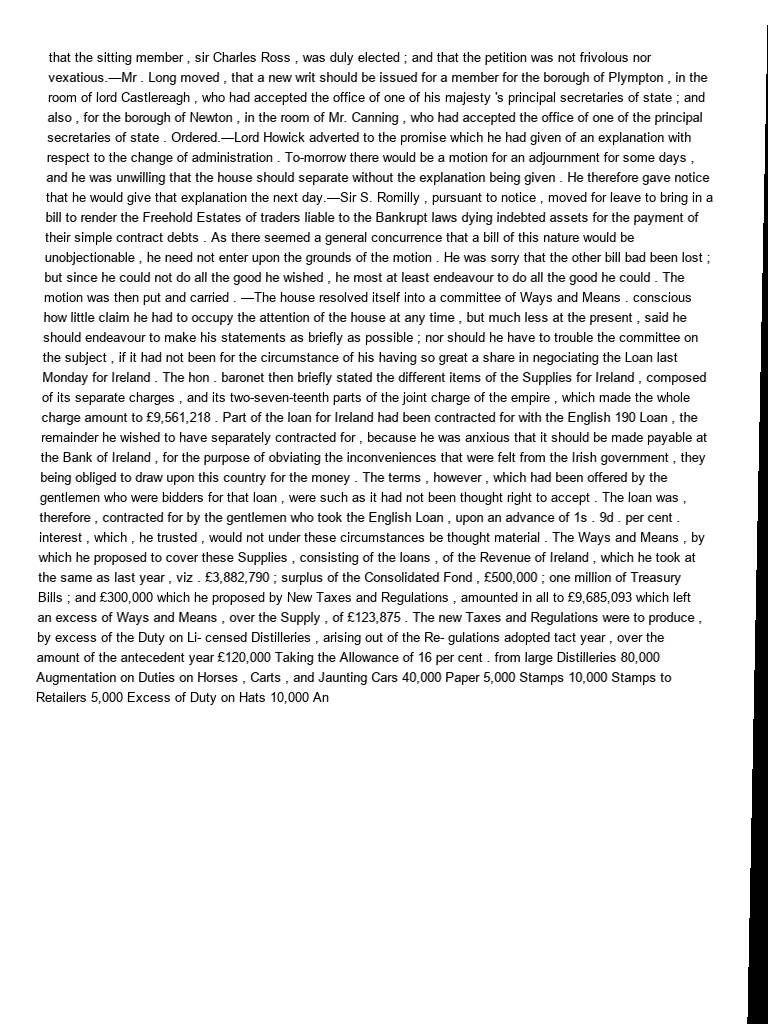 that the sitting member , sir Charles Ross , was duly elected ; and that the petition was not frivolous nor
vexatious.—Mr . Long moved , that a new writ should be issued for a member for the borough of Plympton , in the
room of lord Castlereagh , who had accepted the office of one of his majesty 's principal secretaries of state ; and
also , for the borough of Newton , in the room of Mr. Canning , who had accepted the office of one of the principal
secretaries of state . Ordered.—Lord Howick adverted to the promise which he had given of an explanation with
respect to the change of administration . To-morrow there would be a motion for an adjournment for some days ,
and he was unwilling that the house should separate without the explanation being given . He therefore gave notice
that he would give that explanation the next day.—Sir S. Romilly , pursuant to notice , moved for leave to bring in a
bill to render the Freehold Estates of traders liable to the Bankrupt laws dying indebted assets for the payment of
their simple contract debts . As there seemed a general concurrence that a bill of this nature would be
unobjectionable , he need not enter upon the grounds of the motion . He was sorry that the other bill bad been lost ;
but since he could not do all the good he wished , he most at least endeavour to do all the good he could . The
motion was then put and carried . —The house resolved itself into a committee of Ways and Means . conscious
how little claim he had to occupy the attention of the house at any time , but much less at the present , said he
should endeavour to make his statements as briefly as possible ; nor should he have to trouble the committee on
the subject , if it had not been for the circumstance of his having so great a share in negociating the Loan last
Monday for Ireland . The hon . baronet then briefly stated the different items of the Supplies for Ireland , composed
of its separate charges , and its two-seven-teenth parts of the joint charge of the empire , which made the whole
charge amount to £9,561,218 . Part of the loan for Ireland had been contracted for with the English 190 Loan , the
remainder he wished to have separately contracted for , because he was anxious that it should be made payable at
the Bank of Ireland , for the purpose of obviating the inconveniences that were felt from the Irish government , they
being obliged to draw upon this country for the money . The terms , however , which had been offered by the
gentlemen who were bidders for that loan , were such as it had not been thought right to accept . The loan was ,
therefore , contracted for by the gentlemen who took the English Loan , upon an advance of 1s . 9d . per cent .
interest , which , he trusted , would not under these circumstances be thought material . The Ways and Means , by
which he proposed to cover these Supplies , consisting of the loans , of the Revenue of Ireland , which he took at
the same as last year , viz . £3,882,790 ; surplus of the Consolidated Fond , £500,000 ; one million of Treasury
Bills ; and £300,000 which he proposed by New Taxes and Regulations , amounted in all to £9,685,093 which left
an excess of Ways and Means , over the Supply , of £123,875 . The new Taxes and Regulations were to produce ,
by excess of the Duty on Li- censed Distilleries , arising out of the Re- gulations adopted tact year , over the
amount of the antecedent year £120,000 Taking the Allowance of 16 per cent . from large Distilleries 80,000
Augmentation on Duties on Horses , Carts , and Jaunting Cars 40,000 Paper 5,000 Stamps 10,000 Stamps to
Retailers 5,000 Excess of Duty on Hats 10,000 An